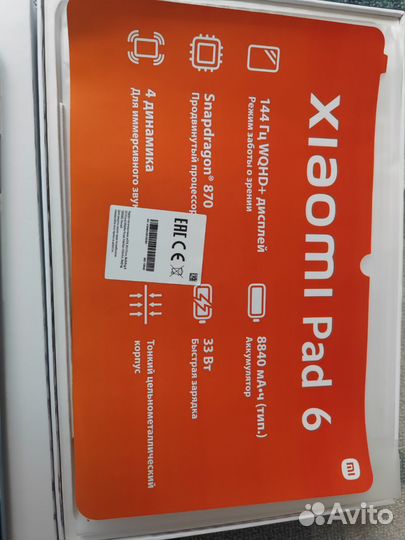 XIAOMI Pad 6
144 Гц WQHD+ дисплей
Режим заботы о зрении
8840 мА•ч (тип.)
Аккумулятор
Snapdragon® 870
Продвинутый процессор
33 Вт
Быстрая зарядка
4 динамика
Для иммерсивного звука
Тонкий цельнометаллический
корпус
EAC CE
mi
Avito